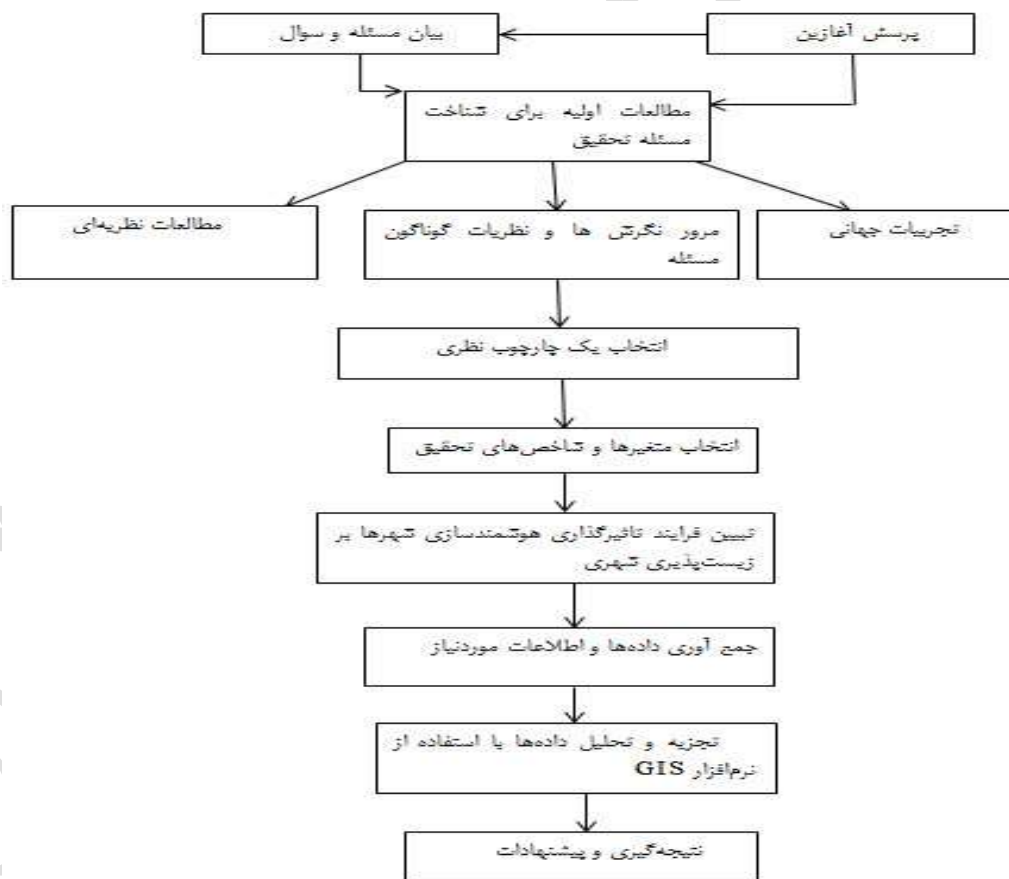 پرسش آغازین
بیان مسئله و سوال
مطالعات اولیه برای شناخت
مسئله تحقیق
تجربیات جهانی
مرور نگرش ها و نظریات گوناگون
مسئله
مطالعات نظریه‌ای
انتخاب یک چارچوب نظری
انتخاب متغیرها و شاخص‌های تحقیق
تبیین فرایند تاثیرگذاری هوشمندسازی شهرها بر
زیست‌پذیری شهری
جمع آوری داده‌ها و اطلاعات موردنیاز
تجزیه و تحلیل داده‌ها با استفاده از
نرم‌افزار GIS
نتیجه‌گیری و پیشنهادات